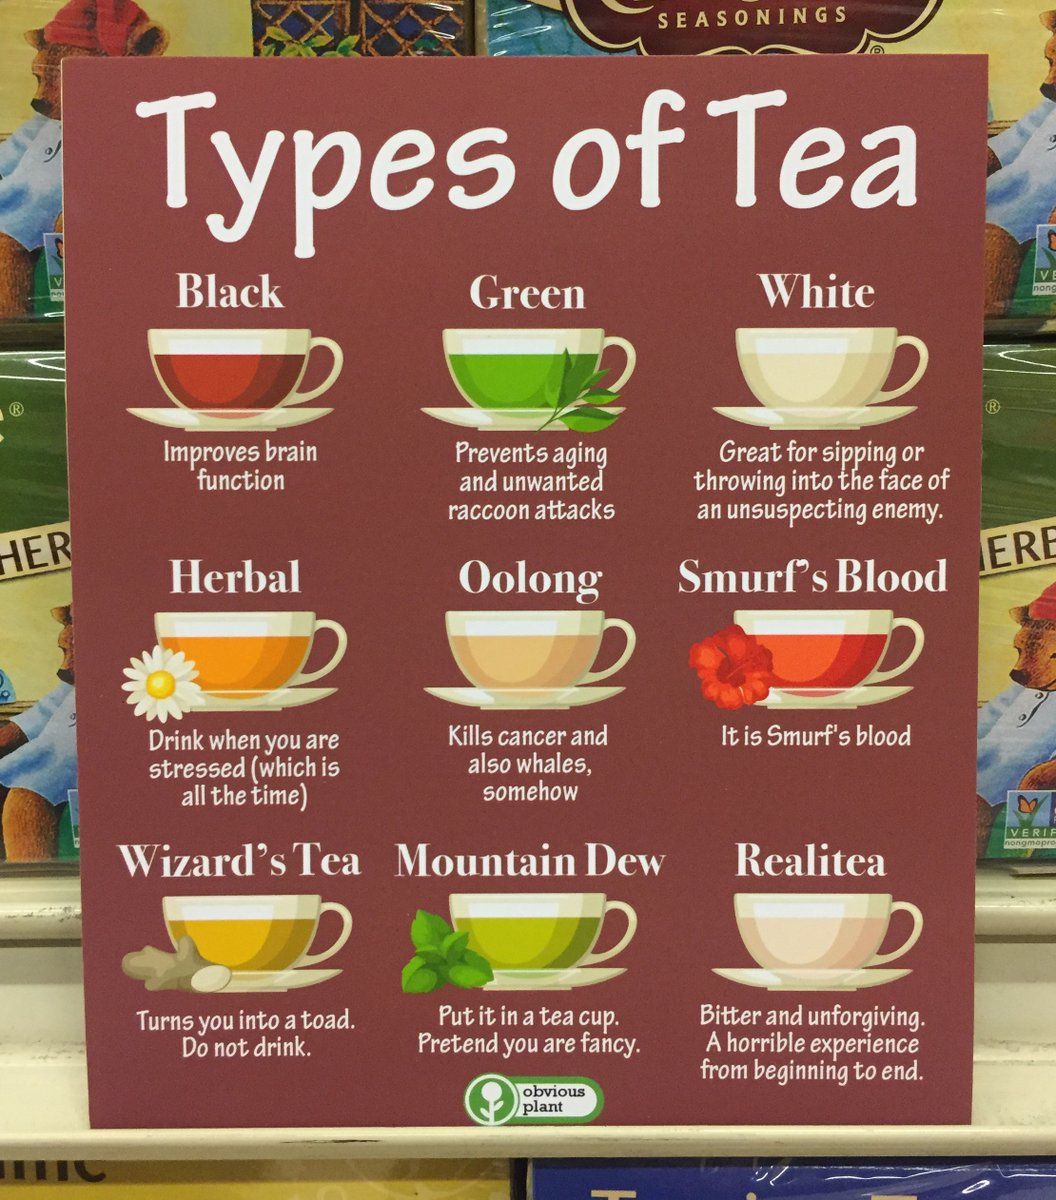 SEASONINGS
Types of Tea
Black
Improves brain
function
Green
Prevents aging
and unwanted
raccoon attacks
White
Great for sipping or
throwing into the face of
an unsuspecting enemy.
Herbal
Drink when you are
stressed (which is
all the time)
Oolong
Kills cancer and
also whales,
somehow
Smurf's Blood
It is Smurf's blood
Wizard's Tea
Turns you into a toad.
Do not drink.
Mountain Dew
Put it in a tea cup.
Pretend you are fancy.
Realitea
Bitter and unforgiving.
A horrible experience
from beginning to end.
obvious
plant